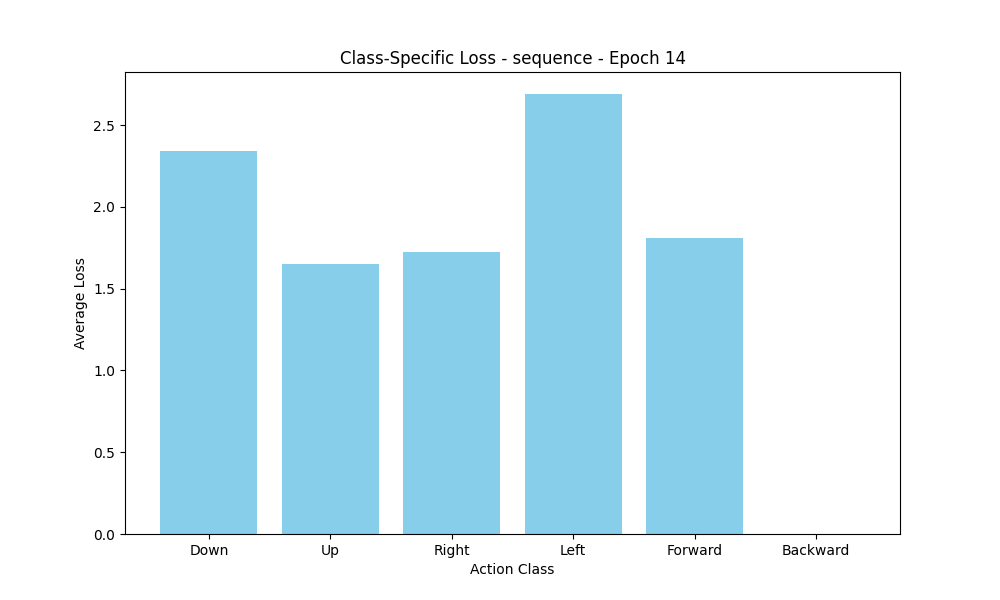 Class-Specific Loss - sequence - Epoch 14
Average Loss
2.5
2.0
1.5
1.0
0.5
0.0
Down Up Right Left Forward Backward
Action Class